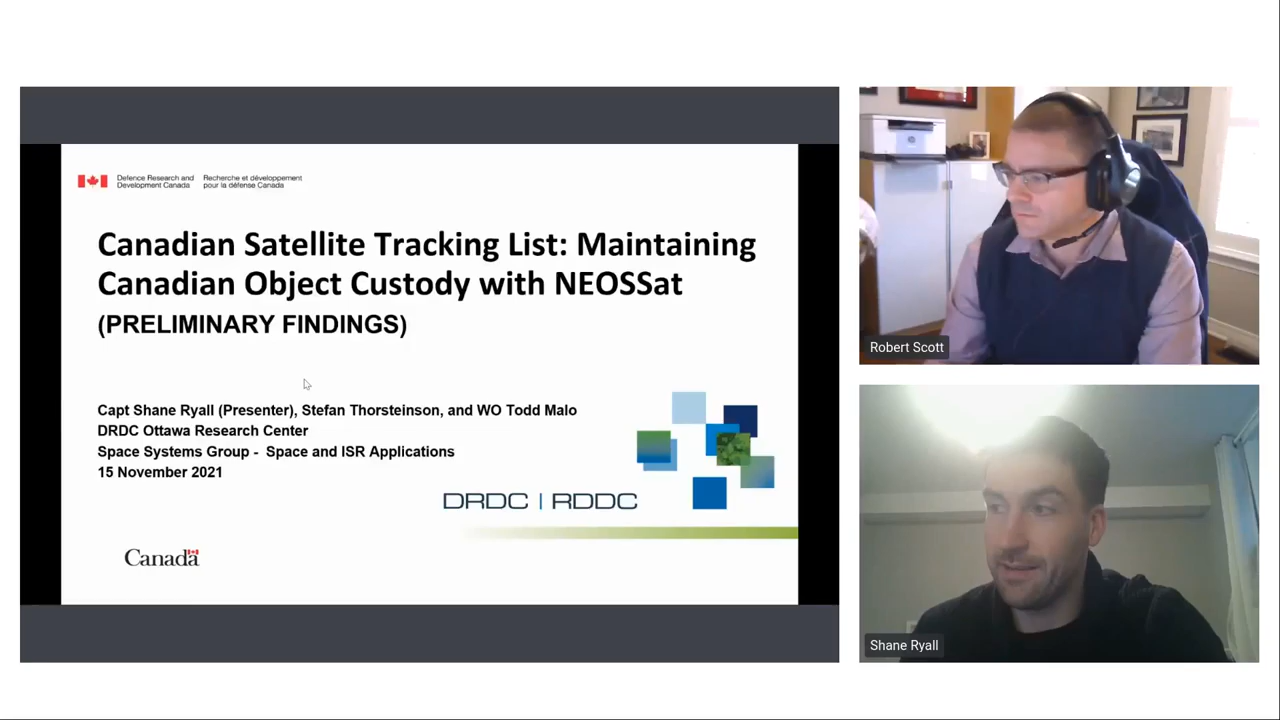 Defence Research and
Development Canada
Recherche et développement
pour la défense Canada
Canadian Satellite Tracking List: Maintaining
Canadian Object Custody with NEOSSat
(PRELIMINARY FINDINGS)
Capt Shane Ryall (Presenter), Stefan Thorsteinson, and WO Todd Malo
DRDC Ottawa Research Center
Space Systems Group - Space and ISR Applications
15 November 2021
DRDC | RDDC
Canada
Robert Scott
Shane Ryall